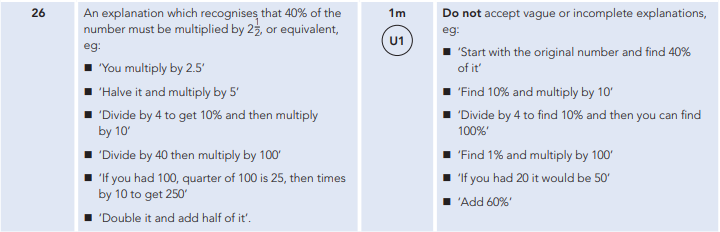 26
An explanation which recognises that 40% of the
number must be multiplied by 2½, or equivalent,
eg:
■ ‘You multiply by 2.5’
■ ‘Halve it and multiply by 5’
■ ‘Divide by 4 to get 10% and then multiply
by 10’
■ ‘Divide by 40 then multiply by 100’
■ ‘If you had 100, quarter of 100 is 25, then times
by 10 to get 250’
■ ‘Double it and add half of it’.
1m
U1
Do not accept vague or incomplete explanations,
eg:
■ ‘Start with the original number and find 40%
of it’
■ ‘Find 10% and multiply by 10’
■ ‘Divide by 4 to find 10% and then you can find
100%’
■ ‘Find 1% and multiply by 100’
■ ‘If you had 20 it would be 50’
■ ‘Add 60%’